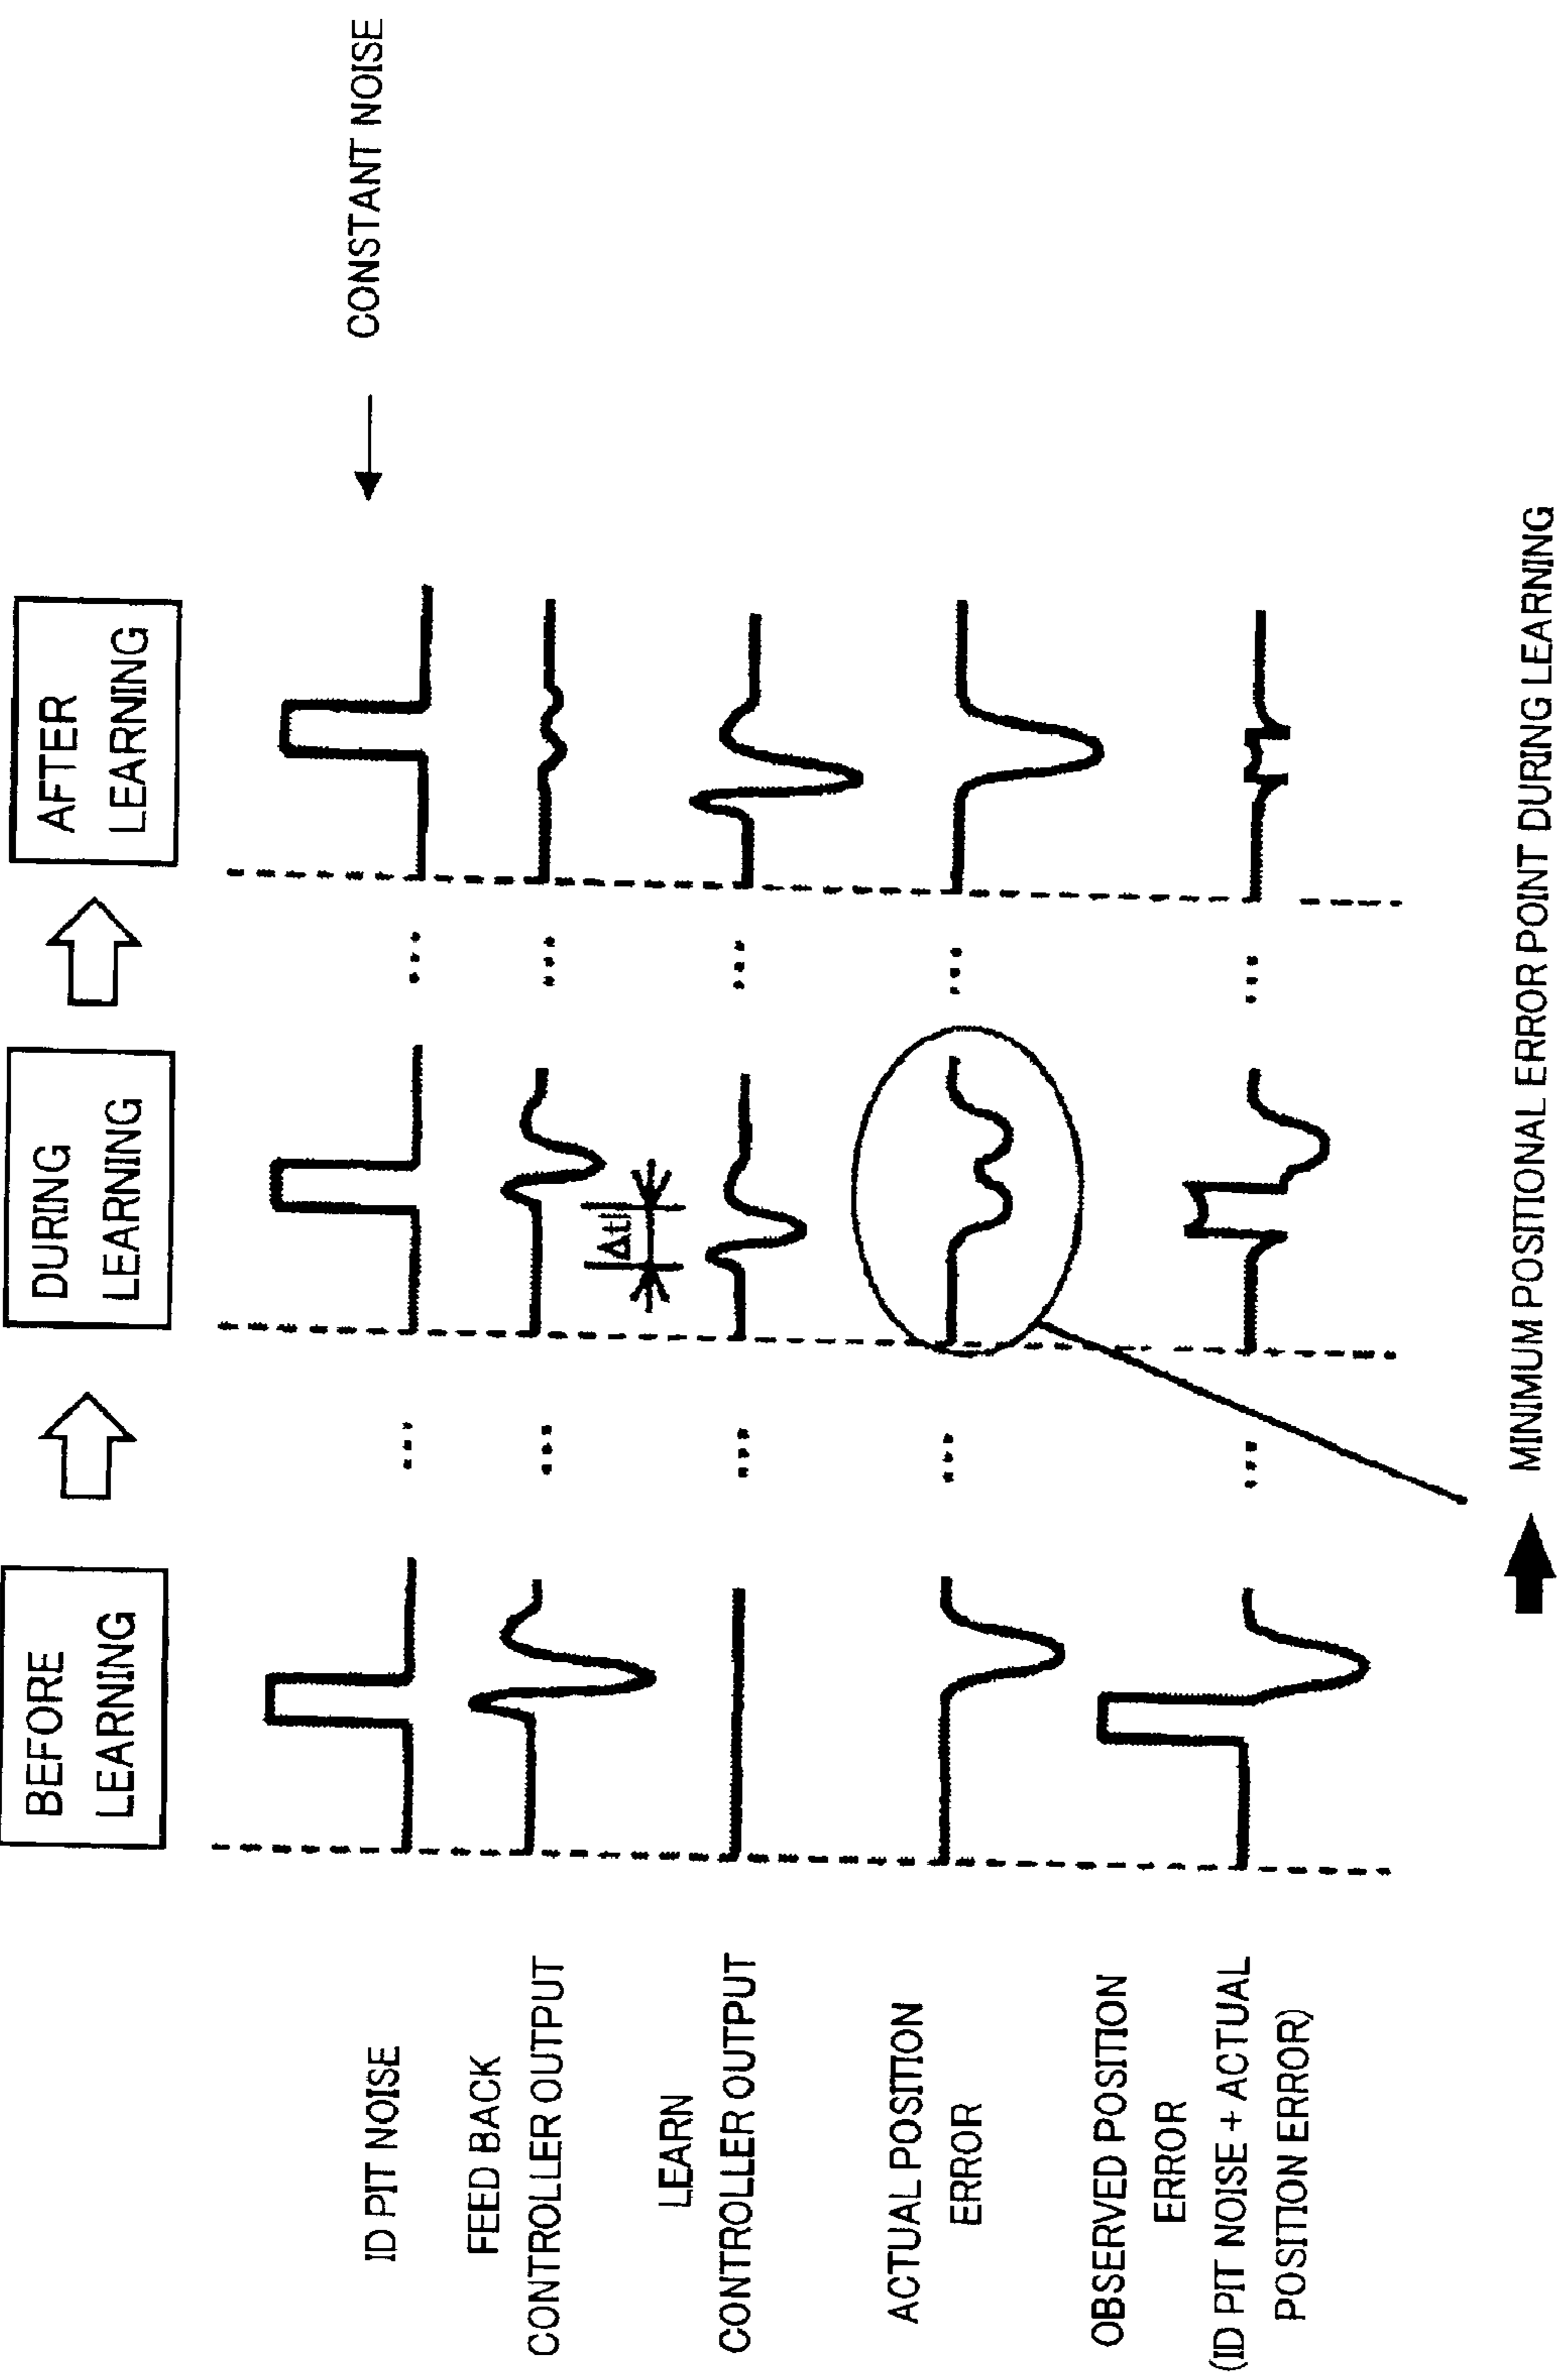 BEFORE
LEARNING
DURING
LEARNING
AFTER
LEARNING
ID PIT NOISE
CONSTANT NOISE
FEED BACK
CONTROLLER OUTPUT
Δtl
LEARN
CONTROLLER OUTPUT
ACTUAL POSITION
ERROR
OBSERVED POSITION
ERROR
(ID PIT NOISE + ACTUAL
POSITION ERROR)
MINIMUM POSITIONAL ERROR POINT DURING LEARNING